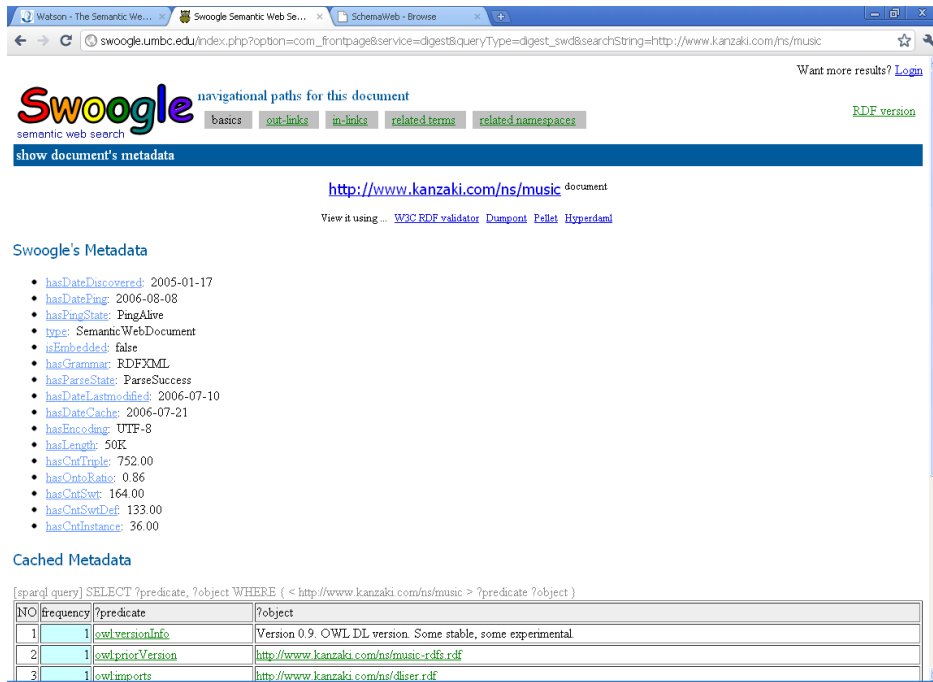 Watson - The Semantic We... Swoogle Semantic Web Se... SchemaWeb - Browse
swoogle.umbc.edu/index.php?option=com_frontpage&service=digest&queryType=digest_swd&searchString=http://www.kanzaki.com/ns/music
Want more results? Login
Swoogle
semantic web search
navigational paths for this document
basics out-links in-links related terms related namespaces
RDF version
show document's metadata
http://www.kanzaki.com/ns/music document
View it using ... W3C RDF validator Dumpont Pellet Hyperdaml
Swoogle's Metadata
hasDateDiscovered: 2005-01-17
hasDatePing: 2006-08-08
hasPingState: PingAlive
type: SemanticWebDocument
isEmbedded: false
hasGrammar: RDFXML
hasParseState: ParseSuccess
hasDateLastmodified: 2006-07-10
hasDateCache: 2006-07-21
hasEncoding: UTF-8
hasLength: 50K
hasCntTriple: 752.00
hasOntoRatio: 0.86
hasCntSwt: 164.00
hasCntSwtDef: 133.00
hasCntInstance: 36.00
Cached Metadata
[sparql query] SELECT ?predicate, ?object WHERE { < http://www.kanzaki.com/ns/music > ?predicate ?object }
NO frequency ?predicate ?object
1 1 owl:versionInfo Version 0.9. OWL DL version. Some stable, some experimental.
2 1 owl:priorVersion http://www.kanzaki.com/ns/music-rdfs.rdf
3 1 owl:imports http://www.kanzaki.com/ns/dliser.rdf